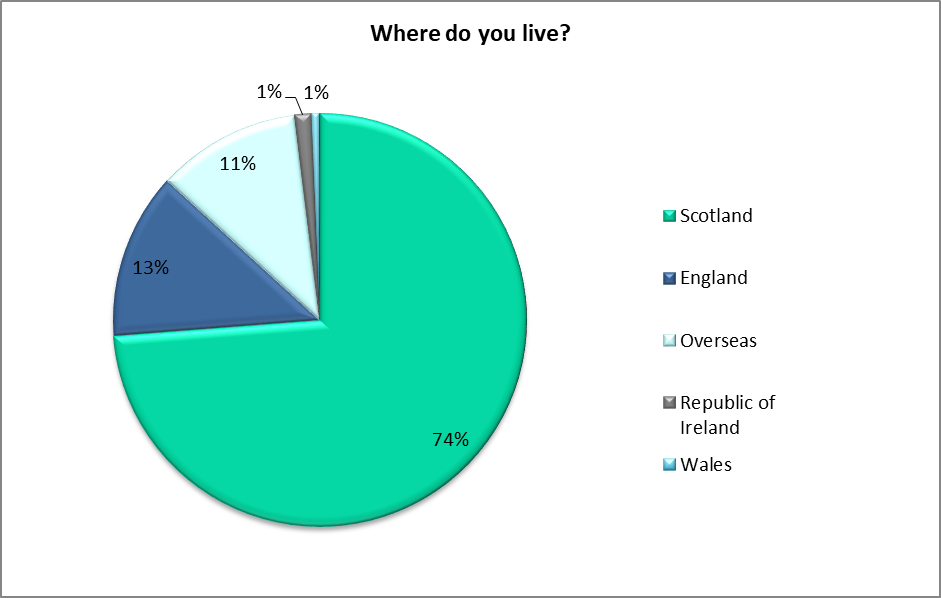 Where do you live?
1%
1%
11%
13%
74%
Scotland
England
Overseas
Republic of
Ireland
Wales